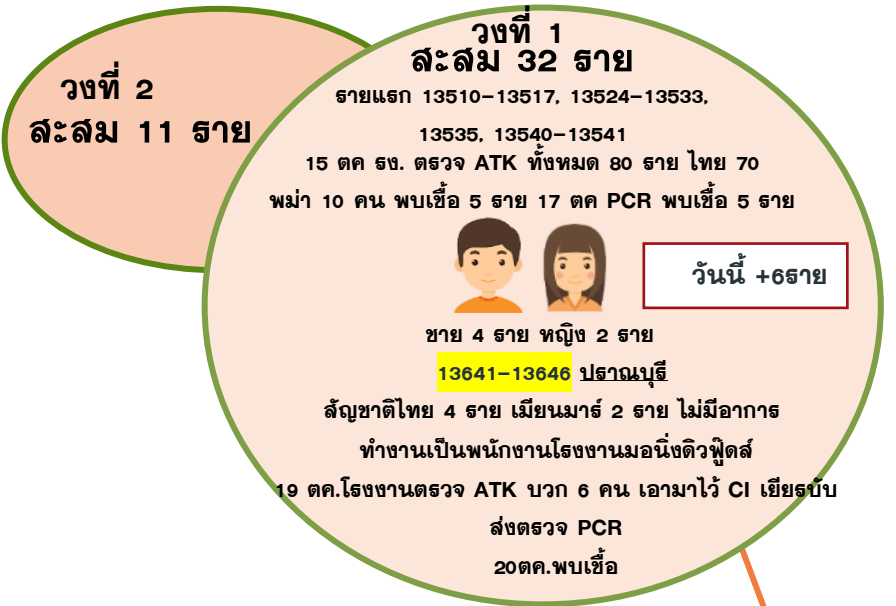 วงที่ 2
สะสม 11 ราย
วงที่ 1
สะสม 32 ราย
รายแรก 13510-13517, 13524-13533,
13535, 13540-13541
15 ตค รง. ตรวจ ATK ทั้งหมด 80 ราย ไทย 70
พม่า 10 คน พบเชื้อ 5 ราย 17 ตค PCR พบเชื้อ 5 ราย
วันนี้ +6ราย
ชาย 4 ราย หญิง 2 ราย
13641-13646 ปราณบุรี
สัญชาติไทย 4 ราย เมียนมาร์ 2 ราย ไม่มีอาการ
ทำงานเป็นพนักงานโรงงานมอนิ่งดิวฟู๊ดส์
19 ตค.โรงงานตรวจ ATK บวก 6 คน เอามาไว้ CI เยียรบับ
ส่งตรวจ PCR
20ตค.พบเชื้อ